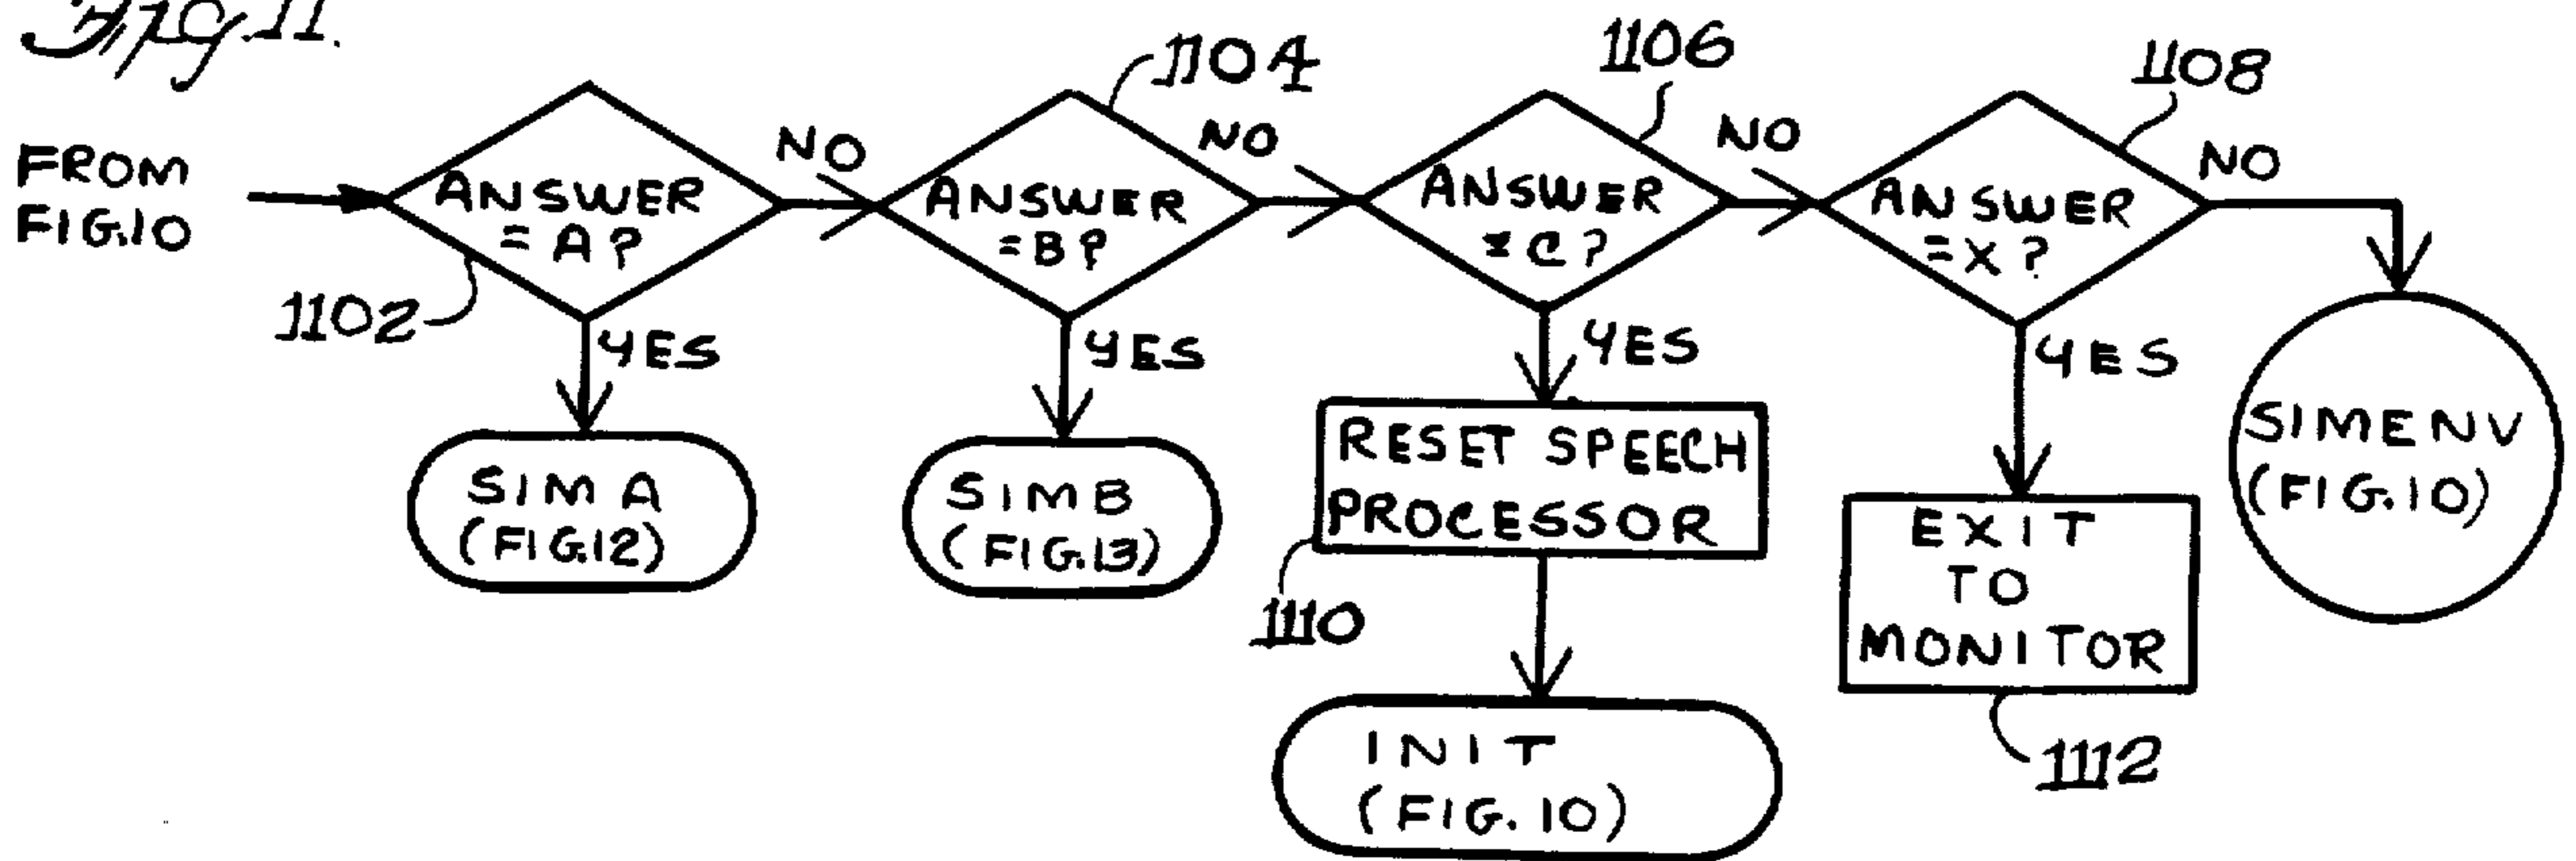 Fig. 11.
FROM
FIG.10
ANSWER
= A?
1102
NO
YES
SIM A
(FIG.12)
1104
ANSWER
=B?
NO
YES
SIMB
(FIG.13)
1106
ANSWER
=C?
NO
YES
RESET SPEECH
PROCESSOR
1110
INIT
(FIG. 10)
1108
ANSWER
=X?
NO
YES
EXIT
TO
MONITOR
1112
SIMENV
(FIG.10)